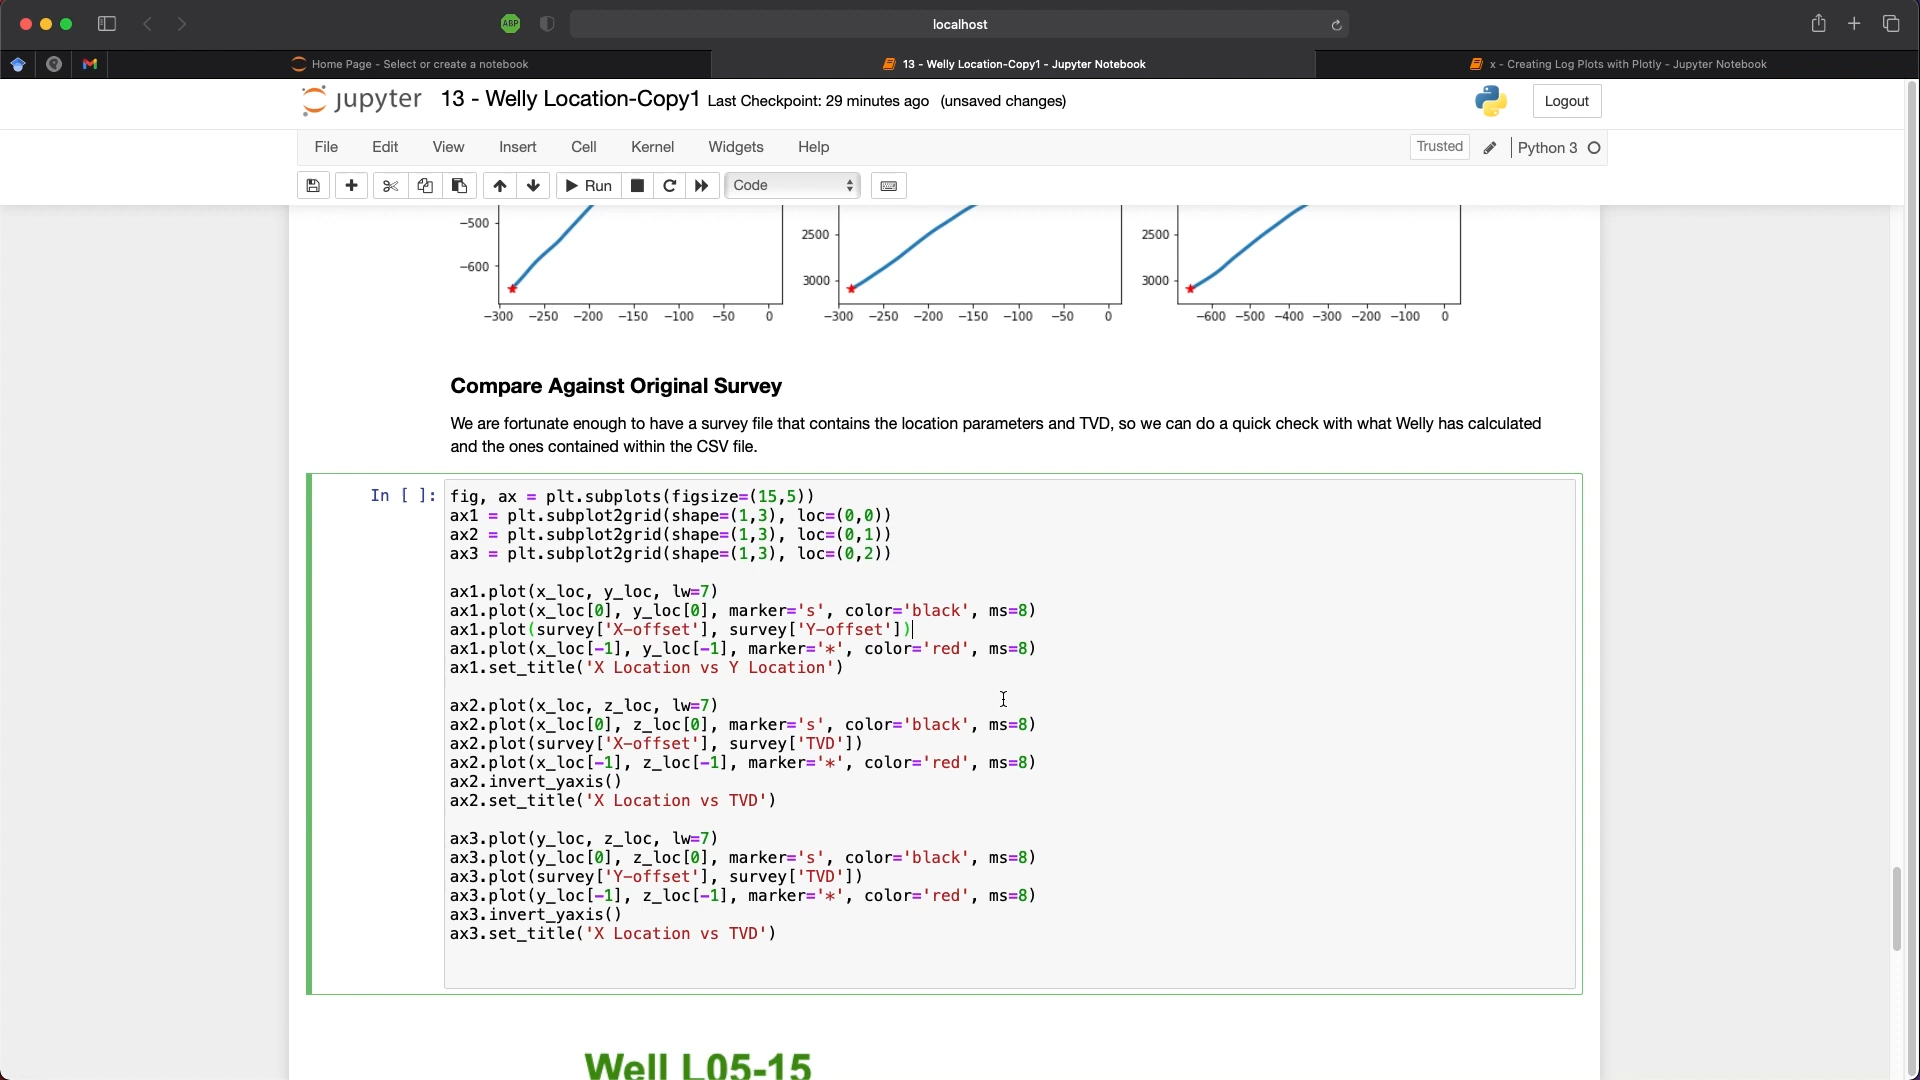 localhost
ABP
Home Page - Select or create a notebook
13 - Welly Location-Copy1 - Jupyter Notebook
x - Creating Log Plots with Plotly - Jupyter Notebook
jupyter 13 - Welly Location-Copy1 Last Checkpoint: 29 minutes ago (unsaved changes)
Logout
File Edit View Insert Cell Kernel Widgets Help
Trusted Python 3
Run Code
−500 2500 2500
−600 3000 3000
−300 −250 −200 −150 −100 −50 0 −300 −250 −200 −150 −100 −50 0 −600 −500 −400 −300 −200 −100 0
Compare Against Original Survey
We are fortunate enough to have a survey file that contains the location parameters and TVD, so we can do a quick check with what Welly has calculated
and the ones contained within the CSV file.
In [ ]: fig, ax = plt.subplots(figsize=(15,5))
ax1 = plt.subplot2grid(shape=(1,3), loc=(0,0))
ax2 = plt.subplot2grid(shape=(1,3), loc=(0,1))
ax3 = plt.subplot2grid(shape=(1,3), loc=(0,2))
ax1.plot(x_loc, y_loc, lw=7)
ax1.plot(x_loc[0], y_loc[0], marker='s', color='black', ms=8)
ax1.plot(survey['X-offset'], survey['Y-offset'])
ax1.plot(x_loc[-1], y_loc[-1], marker='*', color='red', ms=8)
ax1.set_title('X Location vs Y Location')
ax2.plot(x_loc, z_loc, lw=7)
ax2.plot(x_loc[0], z_loc[0], marker='s', color='black', ms=8)
ax2.plot(survey['X-offset'], survey['TVD'])
ax2.plot(x_loc[-1], z_loc[-1], marker='*', color='red', ms=8)
ax2.invert_yaxis()
ax2.set_title('X Location vs TVD')
ax3.plot(y_loc, z_loc, lw=7)
ax3.plot(y_loc[0], z_loc[0], marker='s', color='black', ms=8)
ax3.plot(survey['Y-offset'], survey['TVD'])
ax3.plot(y_loc[-1], z_loc[-1], marker='*', color='red', ms=8)
ax3.invert_yaxis()
ax3.set_title('X Location vs TVD')
Well L05-15